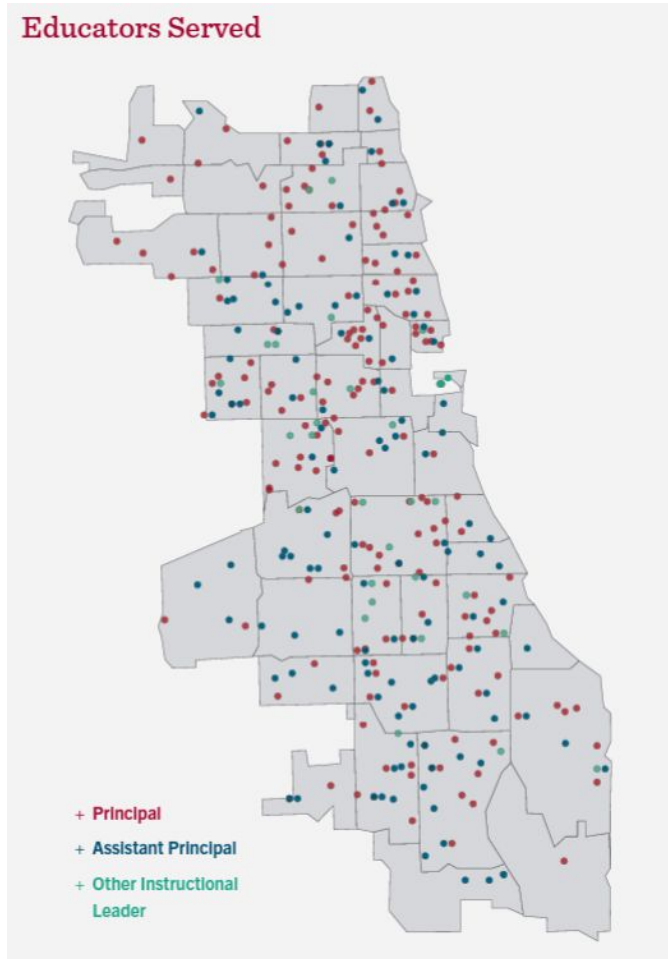 Educators Served
+ Principal
+ Assistant Principal
+ Other Instructional
Leader